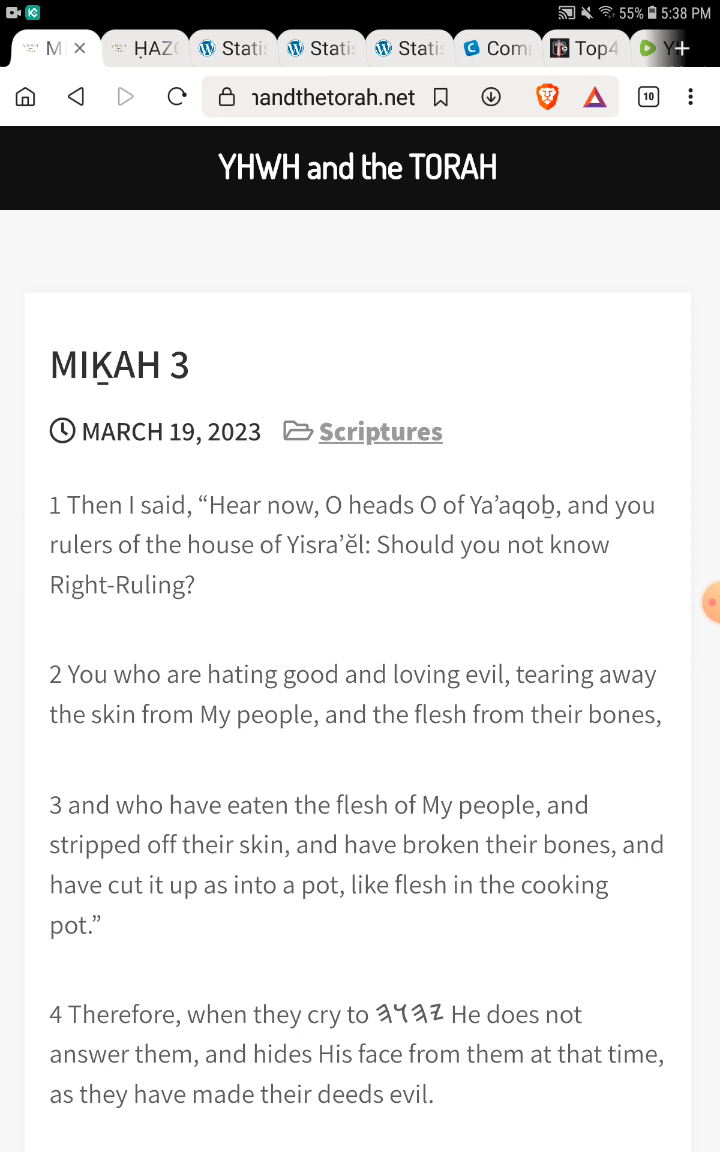 55% 5:38 PM
M
ḤAZ
Stati
Stati
Stati
Com
Top4
Y
nandthetorah.net
10
YHWH and the TORAH
MIḴAH 3
MARCH 19, 2023 Scriptures
1 Then I said, “Hear now, O heads O of Ya’aqoḇ, and you
rulers of the house of Yisra’ĕl: Should you not know
Right-Ruling?
2 You who are hating good and loving evil, tearing away
the skin from My people, and the flesh from their bones,
3 and who have eaten the flesh of My people, and
stripped off their skin, and have broken their bones, and
have cut it up as into a pot, like flesh in the cooking
pot.”
4 Therefore, when they cry to 𐤉𐤄𐤅𐤄 He does not
answer them, and hides His face from them at that time,
as they have made their deeds evil.